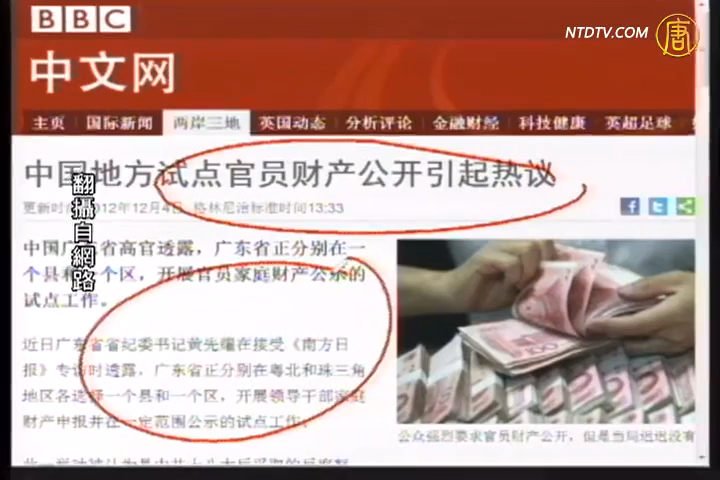 BBC
NTDTV.COM
唐
中文网
主页 国际新闻 两岸三地 英国动态 分析评论 金融财经 科技健康 英超足球
中国地方试点官员财产公开引起热议
更新时间 2012年12月4日, 格林尼治标准时间13:33
翻攝自網路
中国广东省高官透露，广东省正分别在一
个县和一个区，开展官员家庭财产公示的
试点工作。
近日广东省省纪委书记黄先耀在接受《南方日
报》专访时透露，广东省正分别在粤北和珠三角
地区各选择一个县和一个区，开展领导干部家庭
财产申报并在一定范围公示的试点工作。
公众强烈要求官员财产公开，但是当局迟迟没有